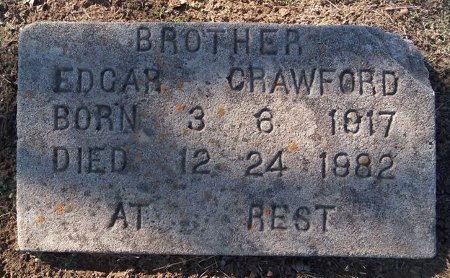 BROTHER
EDGAR CRAWFORD
BORN 3 6 1917
DIED 12 24 1982
AT REST